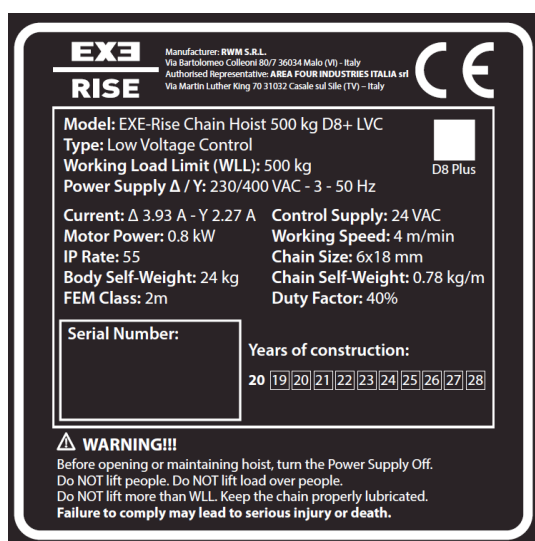 EXE
RISE
Manufacturer: RWM S.R.L.
Via Bartolomeo Colleoni 80/7 36034 Malo (VI) - Italy
Authorised Representative: AREA FOUR INDUSTRIES ITALIA srl
Via Martin Luther King 70 31032 Casale sul Sile (TV) – Italy
CE
Model: EXE-Rise Chain Hoist 500 kg D8+ LVC
Type: Low Voltage Control
Working Load Limit (WLL): 500 kg
D8 Plus
Power Supply Δ / Y: 230/400 VAC - 3 - 50 Hz
Current: Δ 3.93 A - Y 2.27 A Control Supply: 24 VAC
Motor Power: 0.8 kW Working Speed: 4 m/min
IP Rate: 55 Chain Size: 6x18 mm
Body Self-Weight: 24 kg Chain Self-Weight: 0.78 kg/m
FEM Class: 2m Duty Factor: 40%
Serial Number:
Years of construction:
20 19 20 21 22 23 24 25 26 27 28
⚠ WARNING!!!
Before opening or maintaining hoist, turn the Power Supply Off.
Do NOT lift people. Do NOT lift load over people.
Do NOT lift more than WLL. Keep the chain properly lubricated.
Failure to comply may lead to serious injury or death.